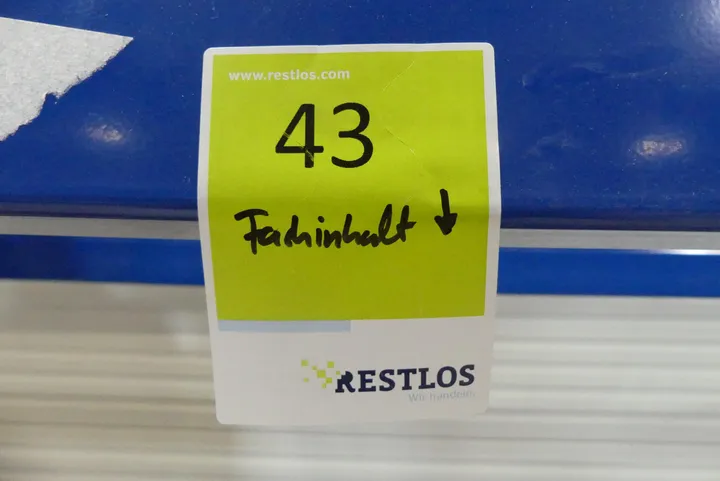 www.restlos.com
43
Fachinhalt ↓
RESTLOS
Wir handeln.